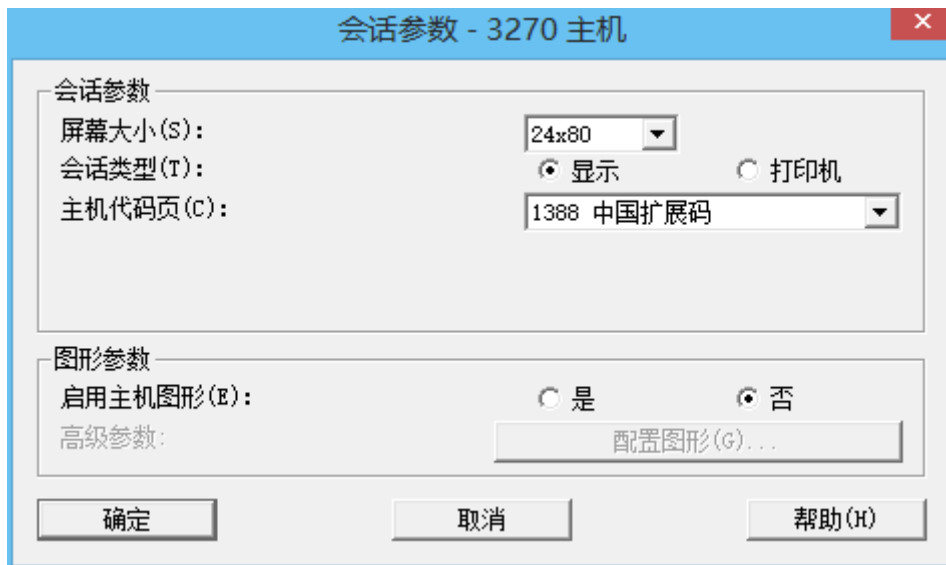 会话参数 - 3270 主机
会话参数
屏幕大小(S): 24x80
会话类型(T): 显示 打印机
主机代码页(C): 1388 中国扩展码
图形参数
启用主机图形(E): 是 否
高级参数: 配置图形(G)...
确定 取消 帮助(H)